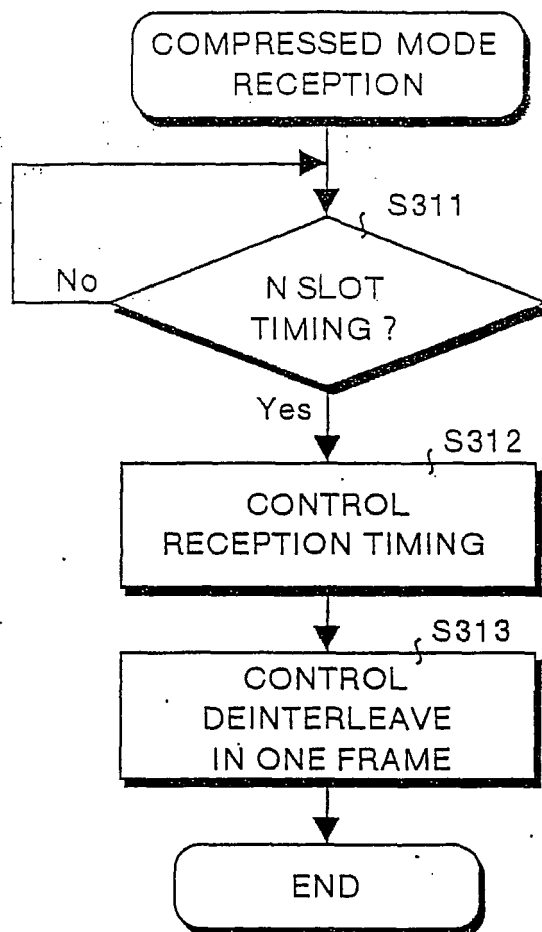 COMPRESSED MODE
RECEPTION
S311
No
N SLOT
TIMING ?
Yes
S312
CONTROL
RECEPTION TIMING
S313
CONTROL
DEINTERLEAVE
IN ONE FRAME
END